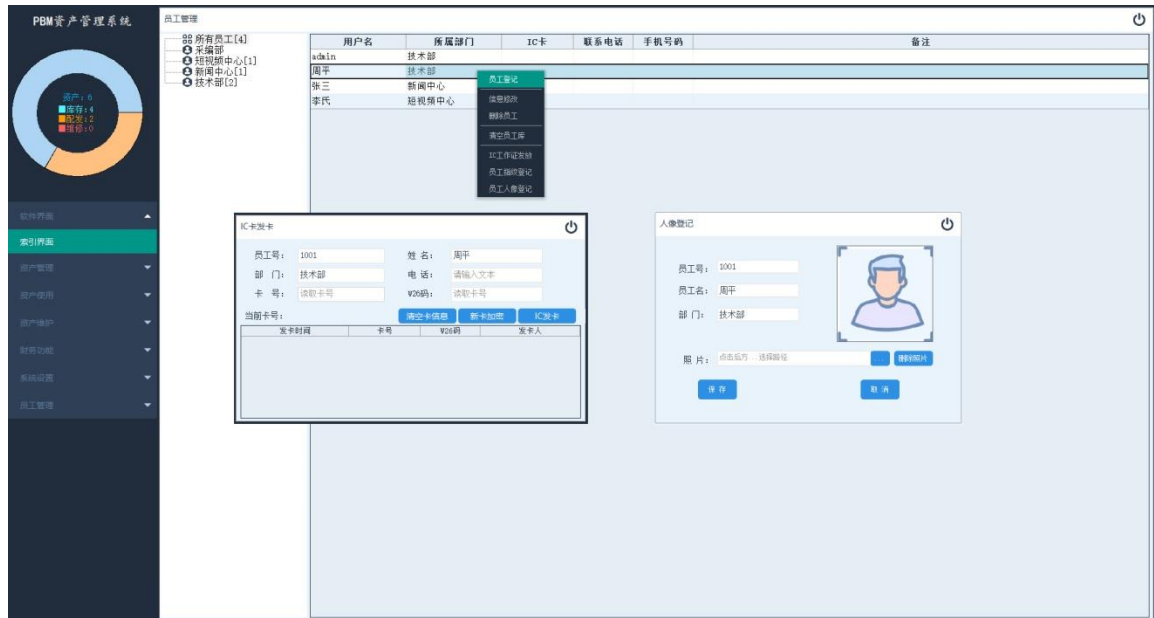 PBM资产管理系统
资产:6
库存:4
配发:2
维修:0
软件界面
索引界面
资产管理
资产使用
资产维护
财务功能
系统设置
员工管理
员工管理
所有员工[4]
采编部
短视频中心[1]
新闻中心[1]
技术部[2]
用户名 所属部门 IC卡 联系电话 手机号码 备注
admin 技术部
周平 技术部
张三 新闻中心
李氏 短视频中心
员工登记
信息修改
删除员工
清空员工库
IC工作证发放
员工指纹登记
员工人像登记
IC卡发卡
员工号: 1001 姓 名: 周平
部 门: 技术部 电 话: 请输入文本
卡 号: 读取卡号 W26码: 读取卡号
当前卡号: 清空卡信息 新卡加密 IC发卡
发卡时间 卡号 W26码 发卡人
人像登记
员工号: 1001
员工名: 周平
部 门: 技术部
照 片: 点击后方...选择路径 ... 删除照片
保 存 取 消